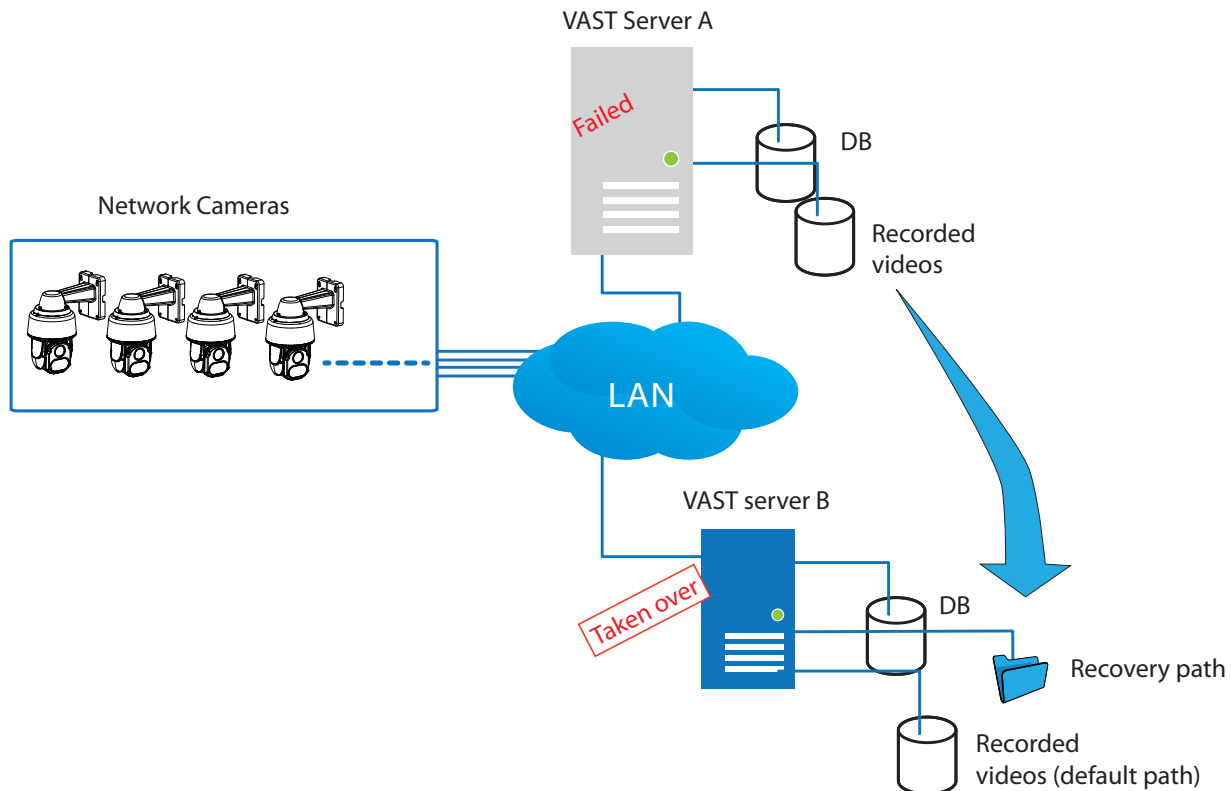 VAST Server A
Failed
DB
Network Cameras
Recorded
videos
LAN
VAST server B
Taken over
DB
Recovery path
Recorded
videos (default path)